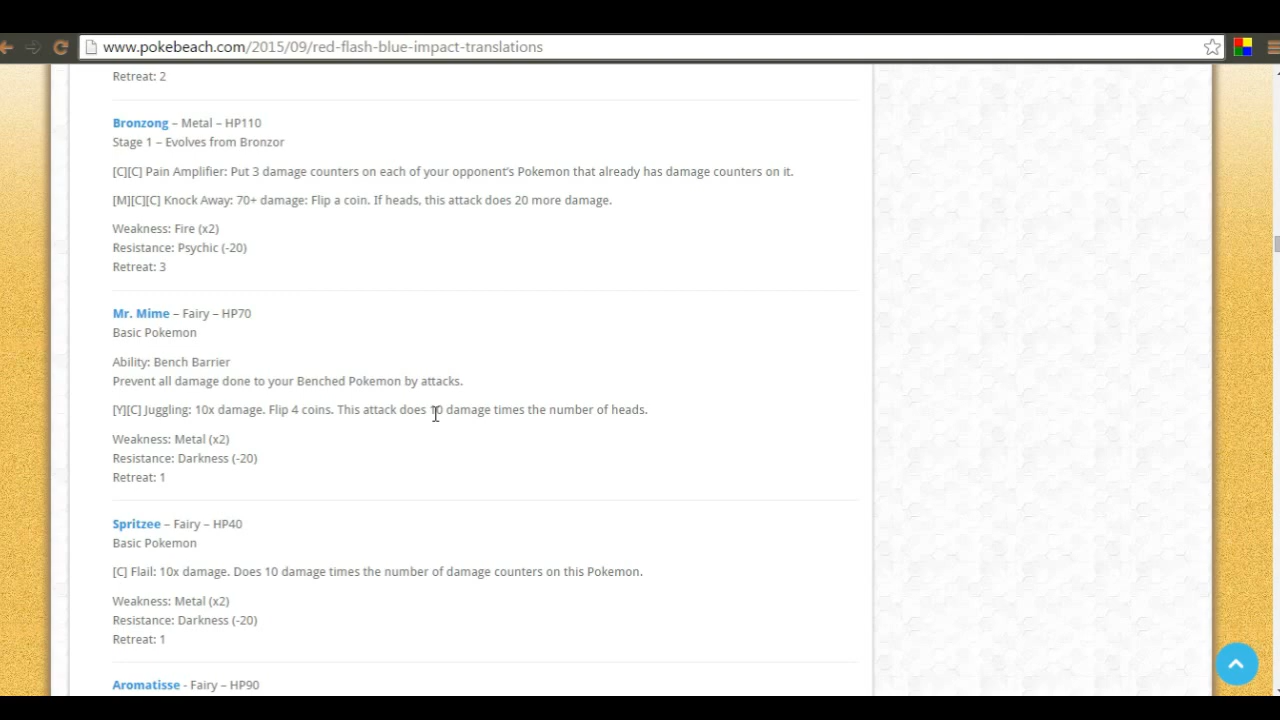 www.pokebeach.com/2015/09/red-flash-blue-impact-translations
Retreat: 2
Bronzong – Metal – HP110
Stage 1 – Evolves from Bronzor
[C][C] Pain Amplifier: Put 3 damage counters on each of your opponent's Pokemon that already has damage counters on it.
[M][C][C] Knock Away: 70+ damage: Flip a coin. If heads, this attack does 20 more damage.
Weakness: Fire (x2)
Resistance: Psychic (-20)
Retreat: 3
Mr. Mime – Fairy – HP70
Basic Pokemon
Ability: Bench Barrier
Prevent all damage done to your Benched Pokemon by attacks.
[Y][C] Juggling: 10x damage. Flip 4 coins. This attack does 10 damage times the number of heads.
Weakness: Metal (x2)
Resistance: Darkness (-20)
Retreat: 1
Spritzee – Fairy – HP40
Basic Pokemon
[C] Flail: 10x damage. Does 10 damage times the number of damage counters on this Pokemon.
Weakness: Metal (x2)
Resistance: Darkness (-20)
Retreat: 1
Aromatisse - Fairy – HP90